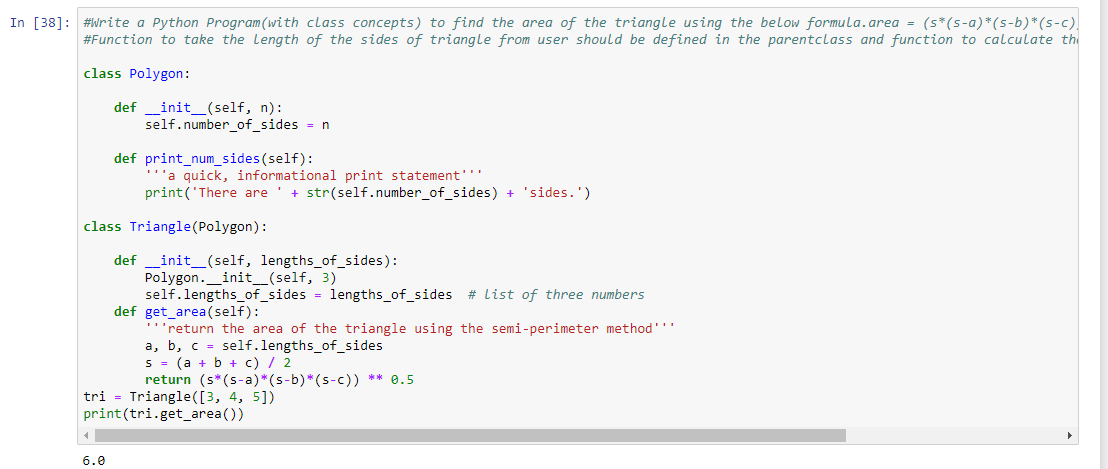 In [38]: #Write a Python Program(with class concepts) to find the area of the triangle using the below formula.area = (s*(s-a)*(s-b)*(s-c)
#Function to take the length of the sides of triangle from user should be defined in the parentclass and function to calculate
class Polygon:
def __init__(self, n):
self.number_of_sides = n
def print_num_sides(self):
'''a quick, informational print statement'''
print('There are ' + str(self.number_of_sides) + 'sides.')
class Triangle(Polygon):
def __init__(self, lengths_of_sides):
Polygon.__init__(self, 3)
self.lengths_of_sides = lengths_of_sides  # list of three numbers
def get_area(self):
'''return the area of the triangle using the semi-perimeter method'''
a, b, c = self.lengths_of_sides
s = (a + b + c) / 2
return (s*(s-a)*(s-b)*(s-c)) ** 0.5
tri = Triangle([3, 4, 5])
print(tri.get_area())
6.0